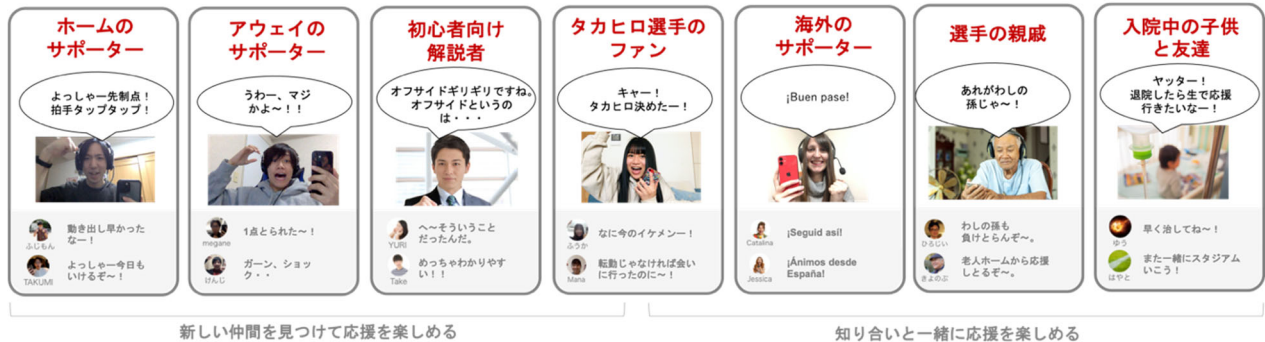 ホームの
サポーター
よっしゃー先制点！
拍手タップタップ！
ふじもん
動き出し早かった
なー！
TAKUMI
よっしゃー今日も
いけるぞ〜！
アウェイの
サポーター
うわー、マジ
かよ〜！！
megane
1点とられた〜！
けんじ
ガーン、ショッ
ク・・
初心者向け
解説者
オフサイドギリギリですね。
オフサイドというの
は・・・
YURI
へ〜そういうこと
だったんだ。
Take
めっちゃわかりやす
い！！
タカヒロ選手の
ファン
キャー！
タカヒロ決めたー！
ふうか
なに今のイケメンー！
Mana
転勤じゃなければ会い
に行ったのに〜！
海外の
サポーター
¡Buen pase!
Catalina
¡Seguid así!
Jessica
¡Ánimos desde
España!
選手の親戚
あれがわしの
孫じゃ〜！
ひろじい
わしの孫も
負けとらんぞ〜。
きよのぶ
老人ホームから応援
しとるぞ〜。
入院中の子供
と友達
ヤッター！
退院したら生で応援
行きたいなー！
ゆう
早く治してね〜！
はやと
また一緒にスタジアム
いこう！
新しい仲間を見つけて応援を楽しめる
知り合いと一緒に応援を楽しめる